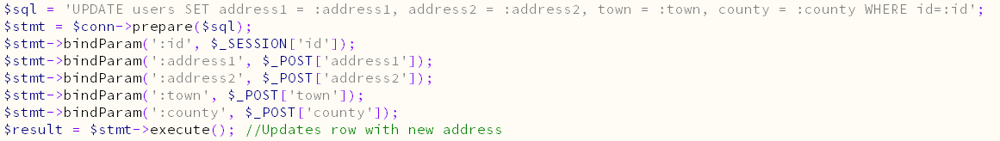 $sql = 'UPDATE users SET address1 = :address1, address2 = :address2, town = :town, county = :county WHERE id=:id';
$stmt = $conn->prepare($sql);
$stmt->bindParam(':id', $_SESSION['id']);
$stmt->bindParam(':address1', $_POST['address1']);
$stmt->bindParam(':address2', $_POST['address2']);
$stmt->bindParam(':town', $_POST['town']);
$stmt->bindParam(':county', $_POST['county']);
$result = $stmt->execute(); //Updates row with new address